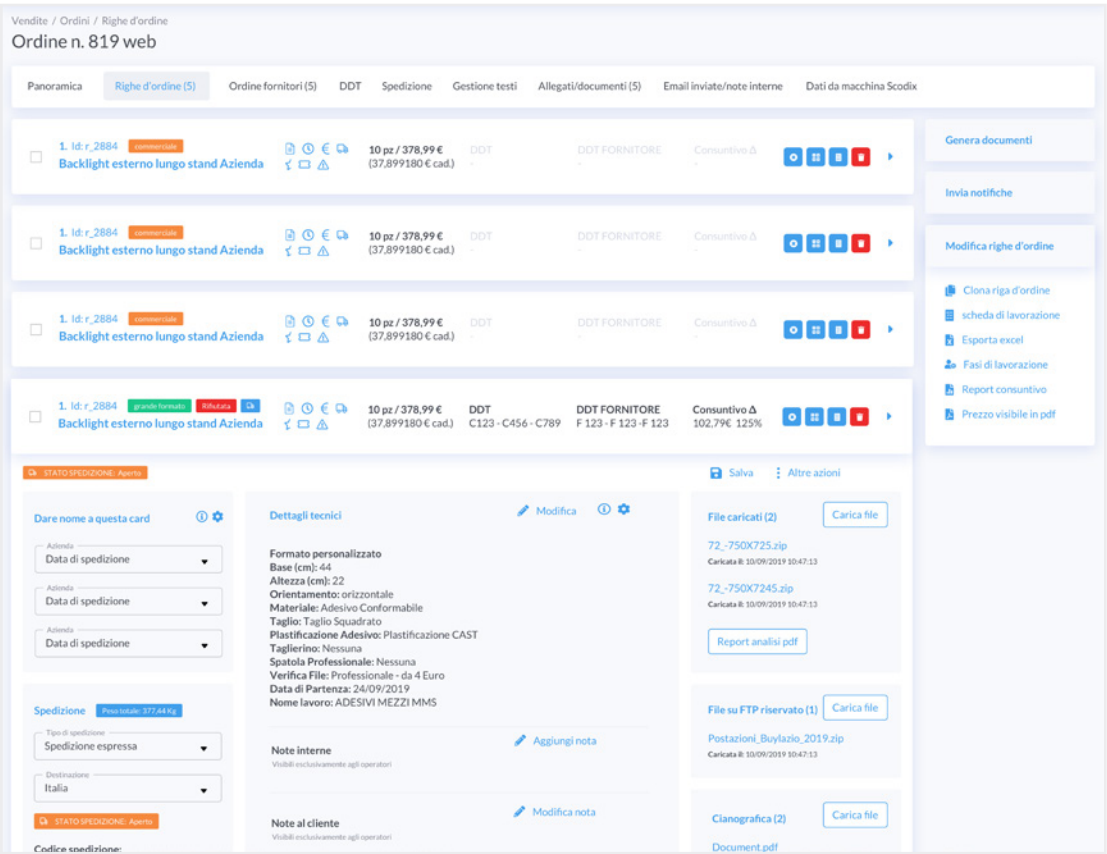 Vendite / Ordini / Righe d'ordine
Ordine n. 819 web
Panoramica Righe d'ordine (5) Ordine fornitori (5) DDT Spedizione Gestione testi Allegati/documenti (5) Email inviate/note interne Dati da macchina Scodix
1. Id: r_2884 commerciale
Backlight esterno lungo stand Azienda
10 pz / 378,99 €
(37,899180 € cad.)
DDT
-
DDT FORNITORE
-
Consuntivo Δ
-
1. Id: r_2884 commerciale
Backlight esterno lungo stand Azienda
10 pz / 378,99 €
(37,899180 € cad.)
DDT
-
DDT FORNITORE
-
Consuntivo Δ
-
1. Id: r_2884 commerciale
Backlight esterno lungo stand Azienda
10 pz / 378,99 €
(37,899180 € cad.)
DDT
-
DDT FORNITORE
-
Consuntivo Δ
-
1. Id: r_2884 grande formato Rifiutata
Backlight esterno lungo stand Azienda
10 pz / 378,99 €
(37,899180 € cad.)
DDT
C123 - C456 - C789
DDT FORNITORE
F 123 - F 123 -F 123
Consuntivo Δ
102,79€ 125%
STATO SPEDIZIONE: Aperto
Salva
Altre azioni
Dare nome a questa card
Azienda
Data di spedizione
Azienda
Data di spedizione
Azienda
Data di spedizione
Spedizione Peso totale: 377,44 Kg
Tipo di spedizione
Spedizione espressa
Destinazione
Italia
STATO SPEDIZIONE: Aperto
Codice spedizione:
Dettagli tecnici
Modifica
Formato personalizzato
Base (cm): 44
Altezza (cm): 22
Orientamento: orizzontale
Materiale: Adesivo Conformabile
Taglio: Taglio Squadrato
Plastificazione Adesivo: Plastificazione CAST
Taglierino: Nessuna
Spatola Professionale: Nessuna
Verifica File: Professionale - da 4 Euro
Data di Partenza: 24/09/2019
Nome lavoro: ADESIVI MEZZI MM5
Note interne
Aggiungi nota
Visibili esclusivamente agli operatori
Note al cliente
Modifica nota
Visibili esclusivamente agli operatori
File caricati (2)
Carica file
72_-750X725.zip
Caricata il: 10/09/2019 10:47:13
72_-750X7245.zip
Caricata il: 10/09/2019 10:47:13
Report analisi pdf
File su FTP riservato (1)
Carica file
Postazioni_Buylazio_2019.zip
Caricata il: 10/09/2019 10:47:13
Cianografica (2)
Carica file
Document.pdf
Genera documenti
Invia notifiche
Modifica righe d'ordine
Clona riga d'ordine
scheda di lavorazione
Esporta excel
Fasi di lavorazione
Report consuntivo
Prezzo visibile in pdf